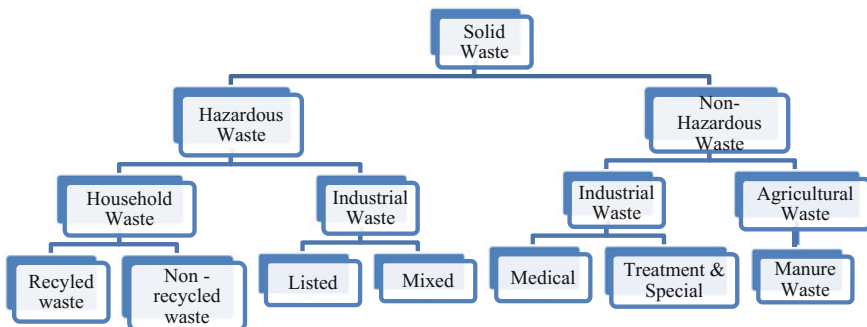 Solid
Waste
Hazardous
Waste
Non-
Hazardous
Waste
Household
Waste
Industrial
Waste
Industrial
Waste
Agricultural
Waste
Recyled
waste
Non -
recycled
waste
Listed
Mixed
Medical
Treatment &
Special
Manure
Waste